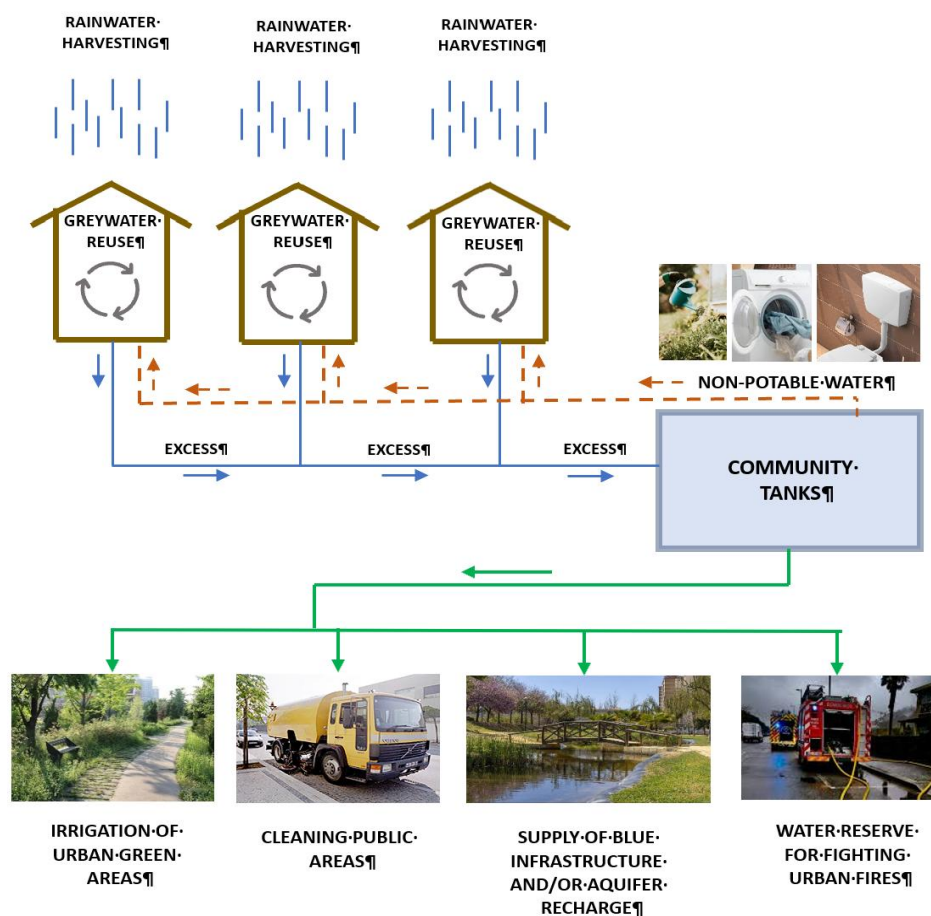 RAINWATER·
HARVESTING¶
RAINWATER·
HARVESTING¶
RAINWATER·
HARVESTING¶
GREYWATER·
REUSE¶
GREYWATER·
REUSE¶
GREYWATER·
REUSE¶
NON-POTABLE·WATER¶
EXCESS¶
EXCESS¶
EXCESS¶
COMMUNITY·
TANKS¶
IRRIGATION·OF·
URBAN·GREEN·
AREAS¶
CLEANING·PUBLIC·
AREAS¶
SUPPLY·OF·BLUE·
INFRASTRUCTURE·
AND/OR·AQUIFER·
RECHARGE¶
WATER·RESERVE·
FOR·FIGHTING·
URBAN·FIRES¶